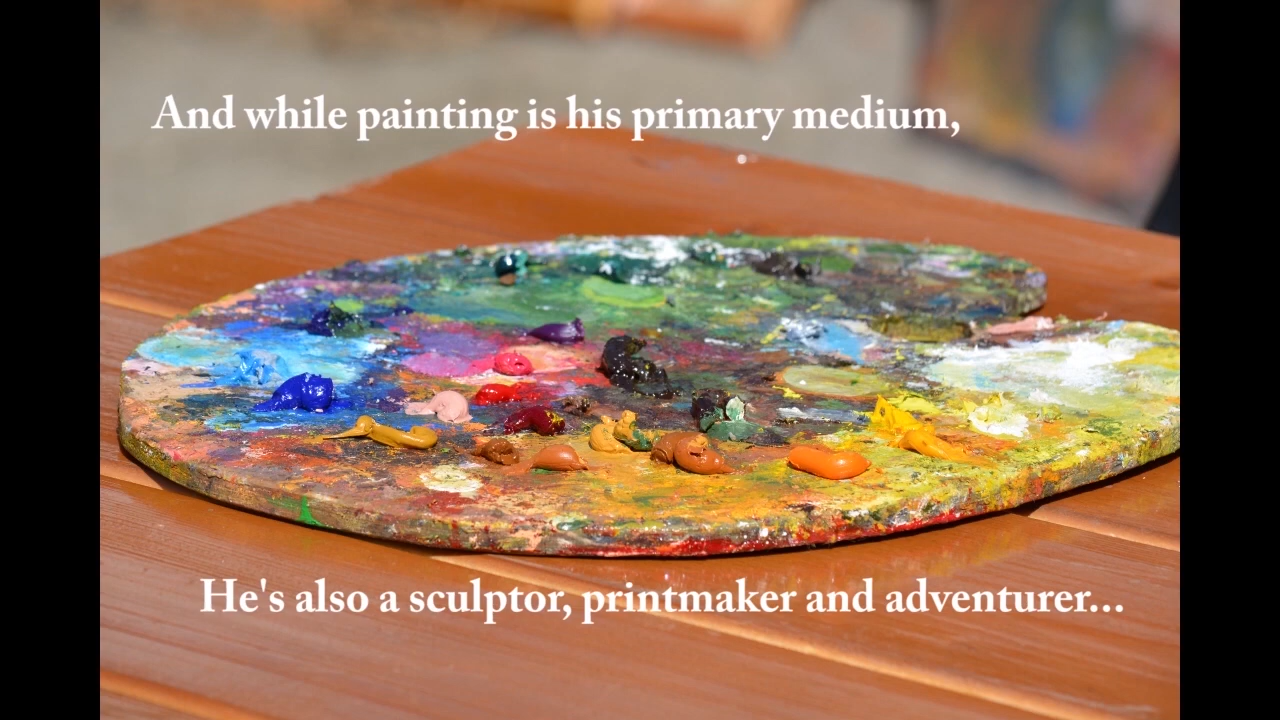 And while painting is his primary medium,
He's also a sculptor, printmaker and adventurer...